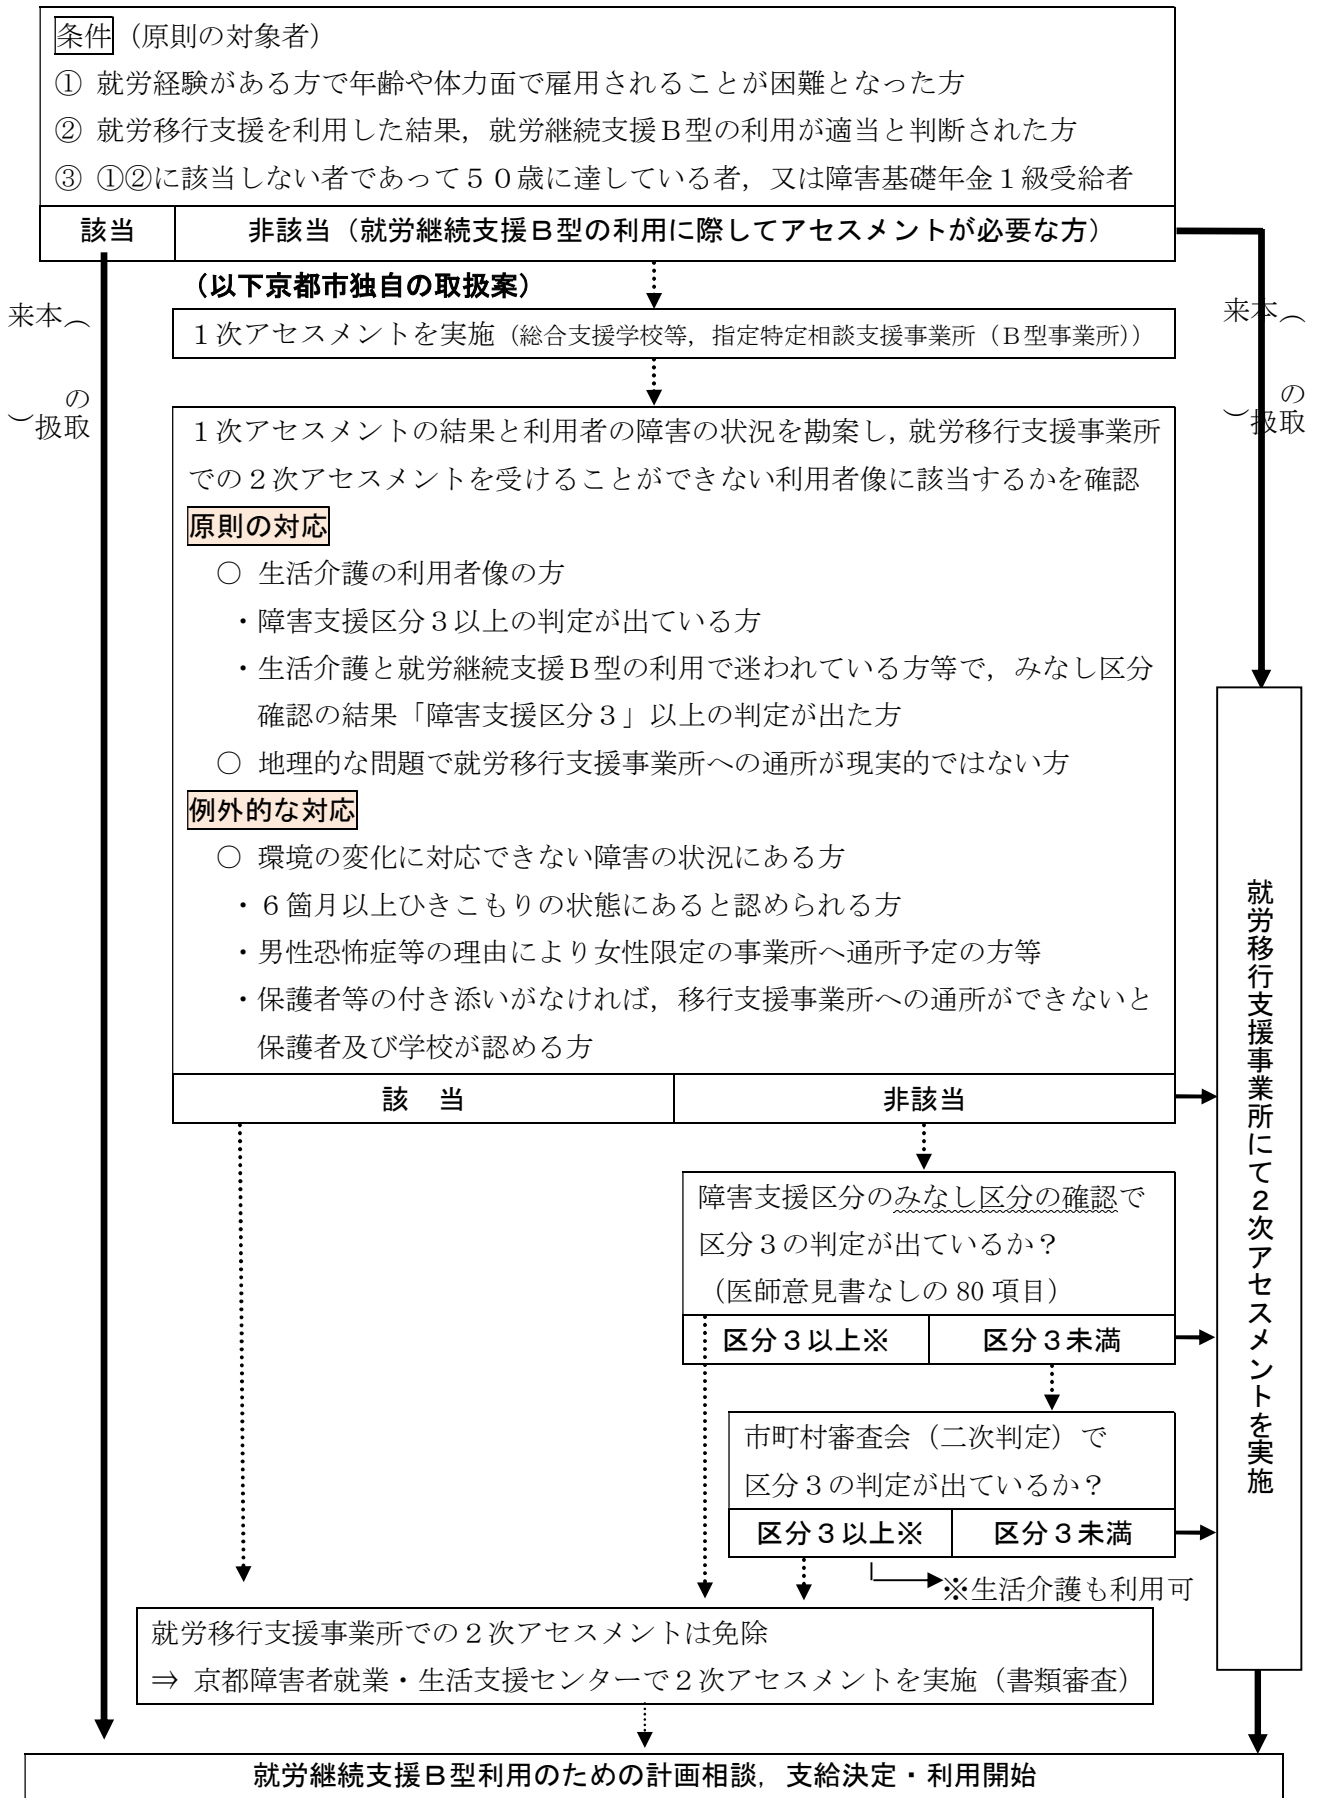 条件（原則の対象者）
① 就労経験がある方で年齢や体力面で雇用されることが困難となった方
② 就労移行支援を利用した結果，就労継続支援Ｂ型の利用が適当と判断された方
③ ①②に該当しない者であって５０歳に達している者，又は障害基礎年金１級受給者
該当
非該当（就労継続支援Ｂ型の利用に際してアセスメントが必要な方）
（以下京都市独自の取扱案）
（本来の取扱）
（本来の取扱）
１次アセスメントを実施（総合支援学校等，指定特定相談支援事業所（Ｂ型事業所））
１次アセスメントの結果と利用者の障害の状況を勘案し，就労移行支援事業所
での２次アセスメントを受けることができない利用者像に該当するかを確認
原則の対応
○ 生活介護の利用者像の方
・障害支援区分３以上の判定が出ている方
・生活介護と就労継続支援Ｂ型の利用で迷われている方等で，みなし区分
確認の結果「障害支援区分３」以上の判定が出た方
○ 地理的な問題で就労移行支援事業所への通所が現実的ではない方
例外的な対応
○ 環境の変化に対応できない障害の状況にある方
・６箇月以上ひきこもりの状態にあると認められる方
・男性恐怖症等の理由により女性限定の事業所へ通所予定の方等
・保護者等の付き添いがなければ，移行支援事業所への通所ができないと
保護者及び学校が認める方
該　当
非該当
障害支援区分のみなし区分の確認で
区分３の判定が出ているか？
（医師意見書なしの 80 項目）
区分３以上※
区分３未満
市町村審査会（二次判定）で
区分３の判定が出ているか？
区分３以上※
区分３未満
※生活介護も利用可
就労移行支援事業所にて２次アセスメントを実施
就労移行支援事業所での２次アセスメントは免除
⇒ 京都障害者就業・生活支援センターで２次アセスメントを実施（書類審査）
就労継続支援Ｂ型利用のための計画相談，支給決定・利用開始